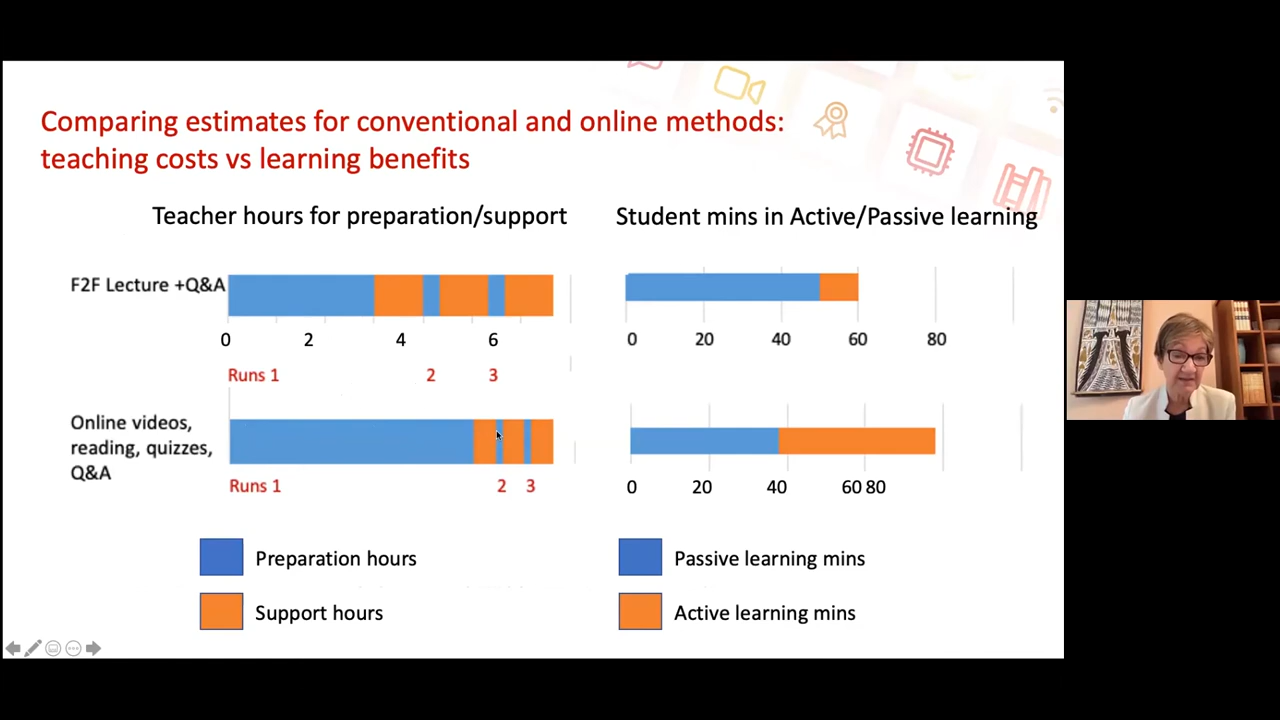 Comparing estimates for conventional and online methods:
teaching costs vs learning benefits
Teacher hours for preparation/support
Student mins in Active/Passive learning
F2F Lecture +Q&A
0 2 4 6
0 20 40 60 80
Runs 1 2 3
Online videos,
reading, quizzes,
Q&A
Runs 1 2 3
0 20 40 60 80
Preparation hours
Passive learning mins
Support hours
Active learning mins